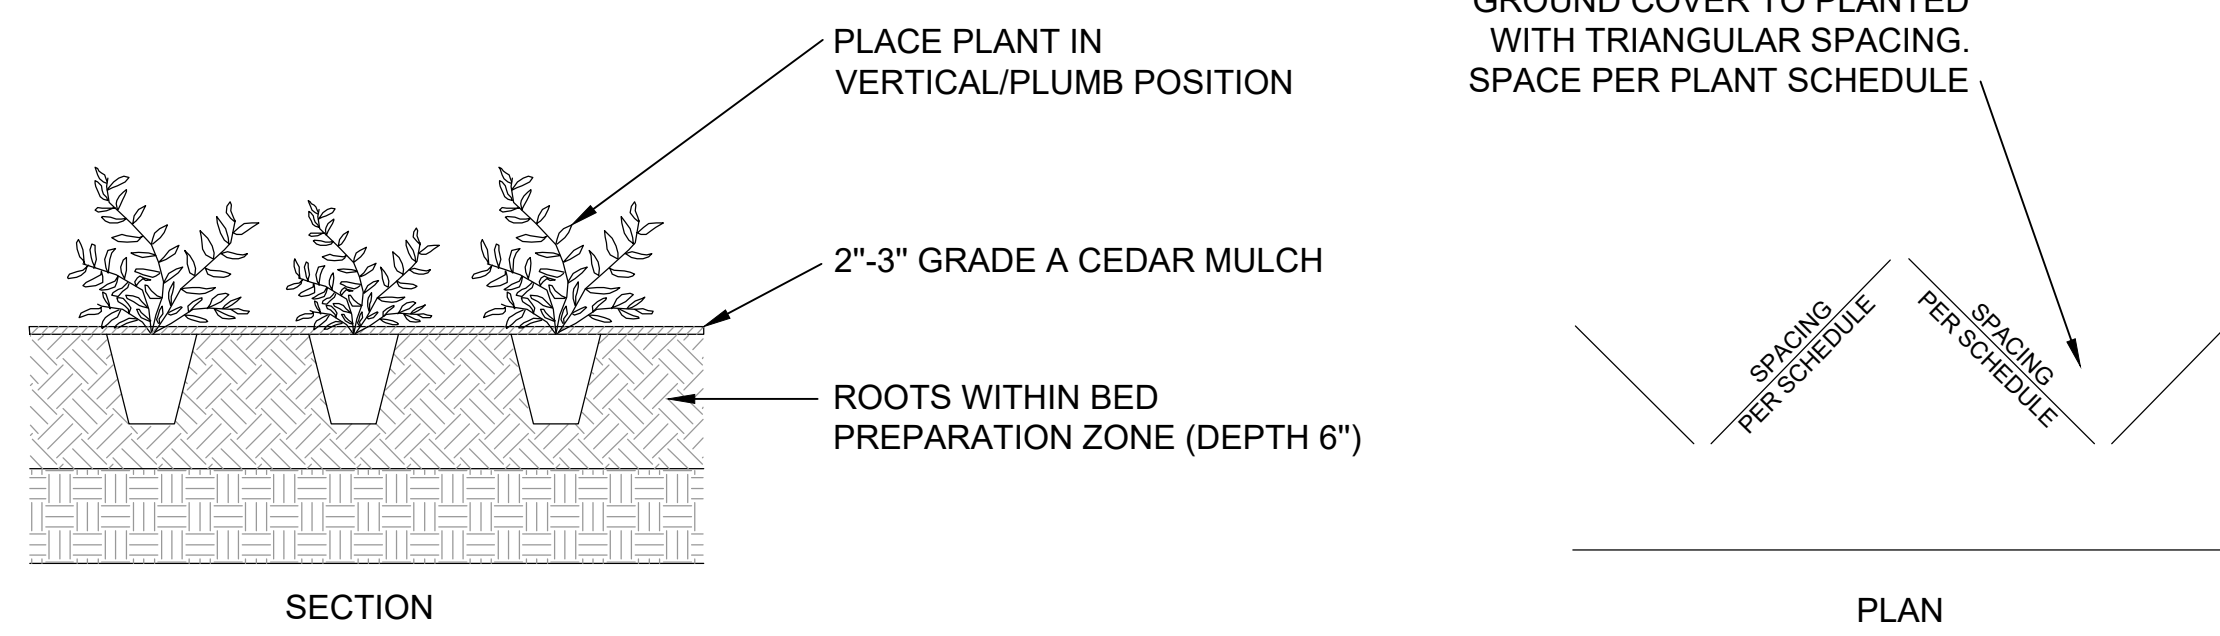 PLACE PLANT IN
VERTICAL/PLUMB POSITION
2"-3" GRADE A CEDAR MULCH
ROOTS WITHIN BED
PREPARATION ZONE (DEPTH 6")
SECTION
GROUND COVER TO PLANTED
WITH TRIANGULAR SPACING.
SPACE PER PLANT SCHEDULE
SPACING
PER SCHEDULE
SPACING
PER SCHEDULE
PLAN